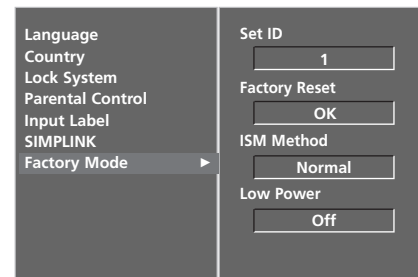 Language
Country
Lock System
Parental Control
Input Label
SIMPLINK
Factory Mode ►
Set ID
1
Factory Reset
OK
ISM Method
Normal
Low Power
Off